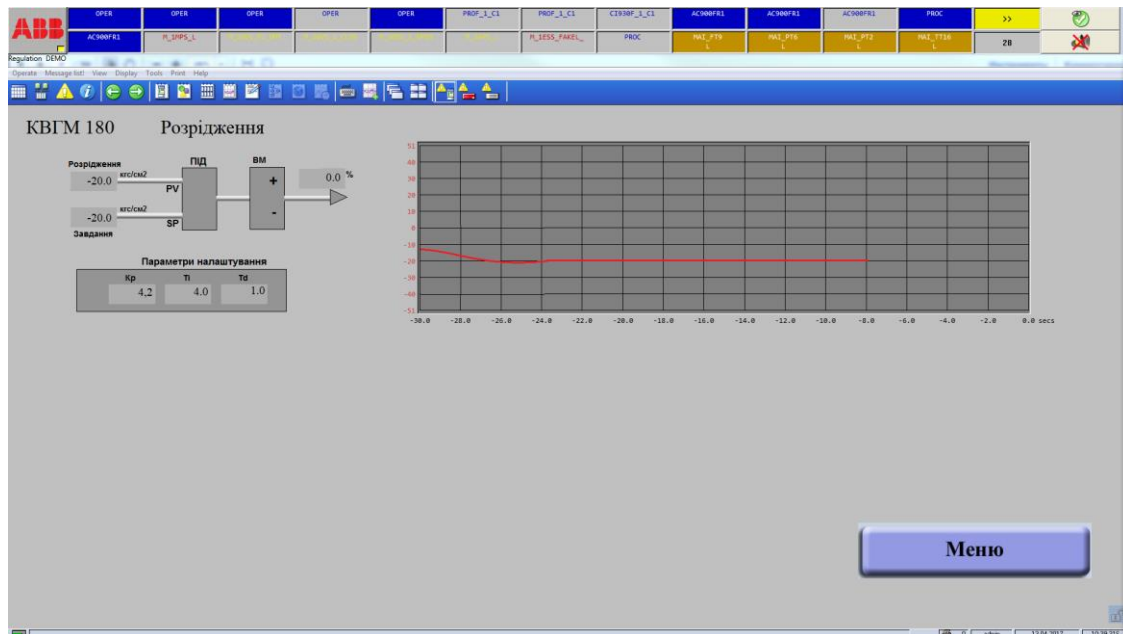 ABB
OPER OPER OPER OPER OPER PROF_1_C1 PROF_1_C1 CI930F_1_C1 AC900FR1 AC900FR1 AC900FR1 PROC >>
AC900FR1 M_1MPS_L M_1ESS_FAKEL_ PROC MAI_PT9 L MAI_PT6 L MAI_PT2 L MAI_TT16 L 20
Regulation DEMO
Operate Message list! View Display Tools Print Help
КВГМ 180 Розрідження
Розрідження ПІД ВМ
-20.0 кгс/см2 PV + 0.0 %
-20.0 кгс/см2 SP -
Завдання
Параметри налаштування
Kp Ti Td
4,2 4.0 1.0
51
40
30
20
10
0
-10
-20
-30
-40
-51
-30.0 -28.0 -26.0 -24.0 -22.0 -20.0 -18.0 -16.0 -14.0 -12.0 -10.0 -8.0 -6.0 -4.0 -2.0 0.0 secs
Меню